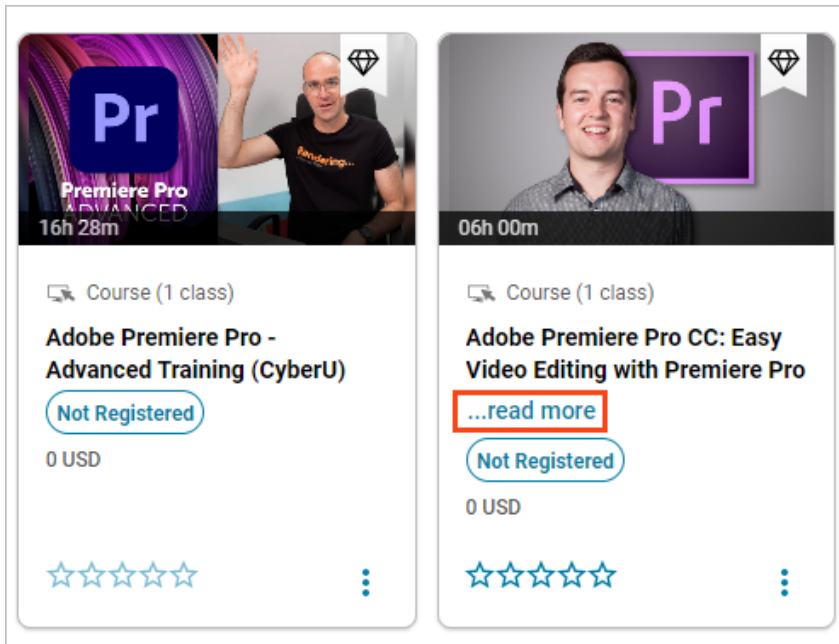 Pr
Premiere Pro
ADVANCED
Rendering...
16h 28m
Course (1 class)
Adobe Premiere Pro -
Advanced Training (CyberU)
Not Registered
0 USD
Pr
06h 00m
Course (1 class)
Adobe Premiere Pro CC: Easy
Video Editing with Premiere Pro
...read more
Not Registered
0 USD